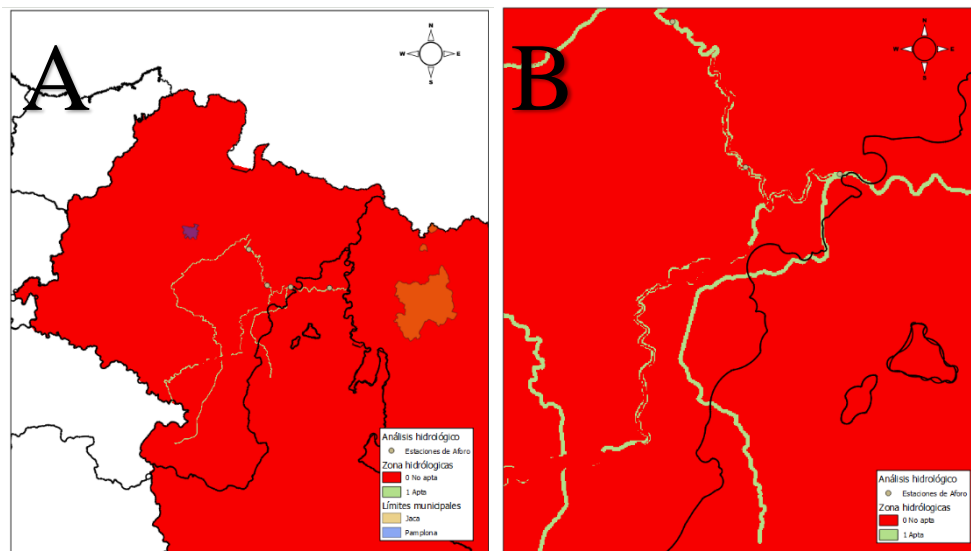 A
N
W E
S
Análisis hidrológico
Estaciones de Aforo
Zona hidrólogicas
0 No apta
1 Apta
Límites municipales
Jaca
Pamplona
B
N
W E
S
Análisis hidrológico
Estaciones de Aforo
Zona hidrólogicas
0 No apta
1 Apta